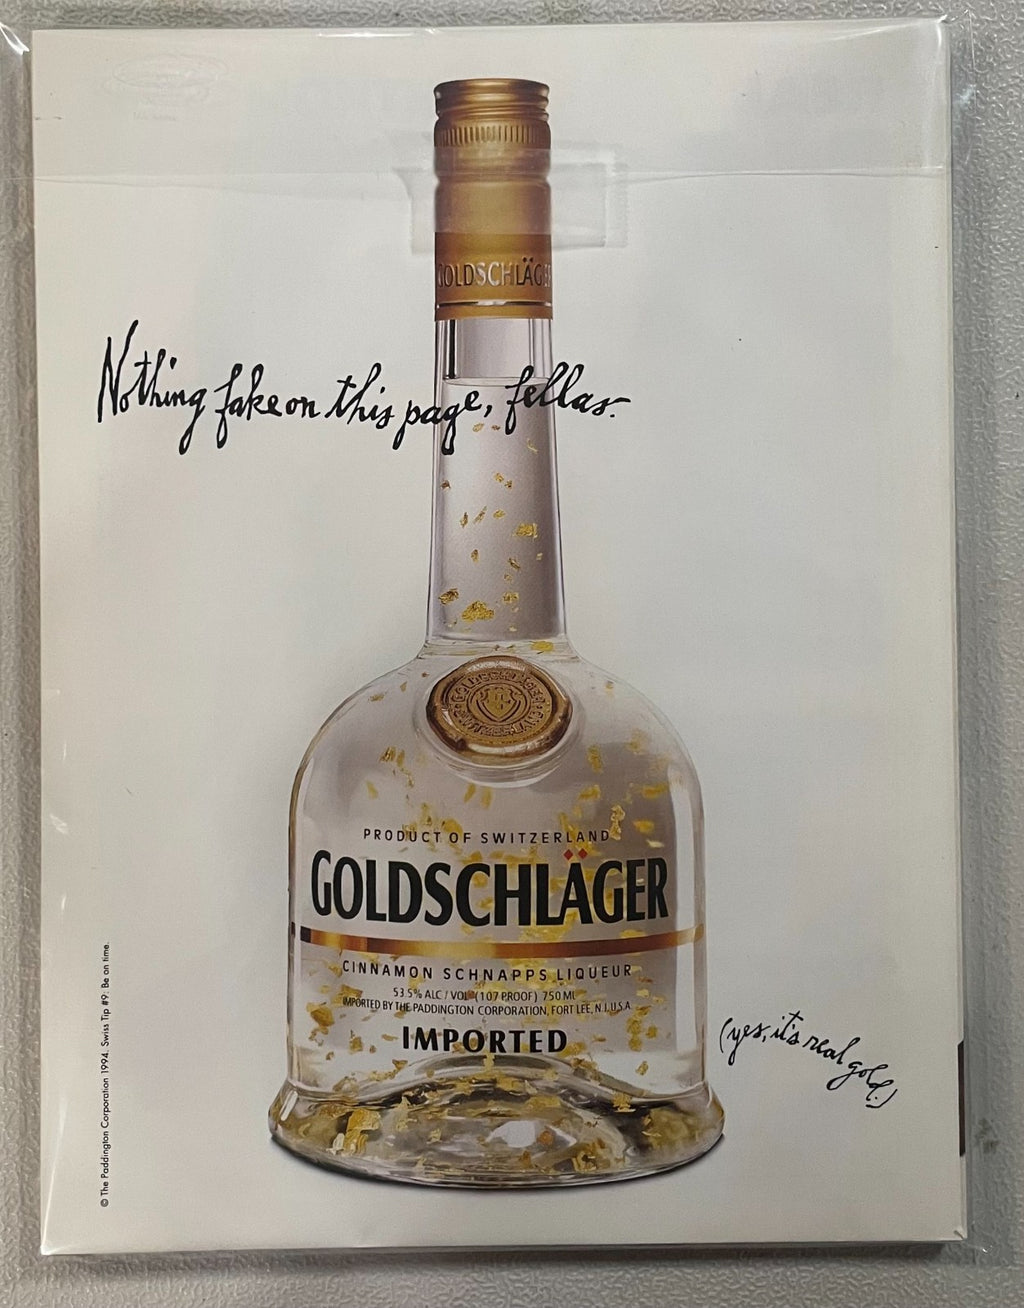 GOLDSCHLÄGER
Nothing fake on this page, fellas.
PRODUCT OF SWITZERLAND
GOLDSCHLÄGER
CINNAMON SCHNAPPS LIQUEUR
53.5% ALC / VOL (107 PROOF) 750 ML
IMPORTED BY THE PADDINGTON CORPORATION, FORT LEE, N.J. U.S.A.
IMPORTED
(yes, it's real gold.)
© The Paddington Corporation 1994. Swiss Tip #9: Be on time.